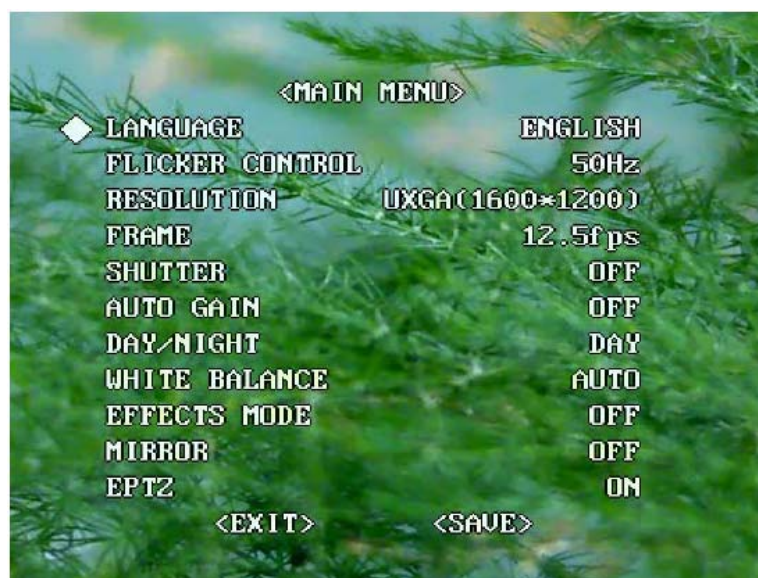 <MAIN MENU>
LANGUAGE ENGLISH
FLICKER CONTROL 50Hz
RESOLUTION UXGA(1600*1200)
FRAME 12.5fps
SHUTTER OFF
AUTO GAIN OFF
DAY/NIGHT DAY
WHITE BALANCE AUTO
EFFECTS MODE OFF
MIRROR OFF
EPTZ ON
<EXIT> <SAVE>